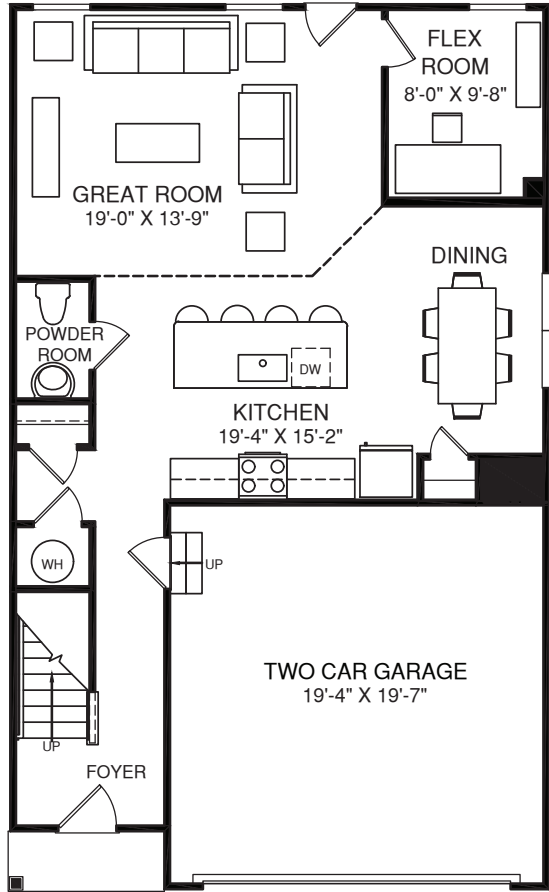 FLEX
ROOM
8'-0" X 9'-8"
GREAT ROOM
19'-0" X 13'-9"
DINING
POWDER
ROOM
DW
KITCHEN
19'-4" X 15'-2"
WH
UP
TWO CAR GARAGE
19'-4" X 19'-7"
UP
FOYER